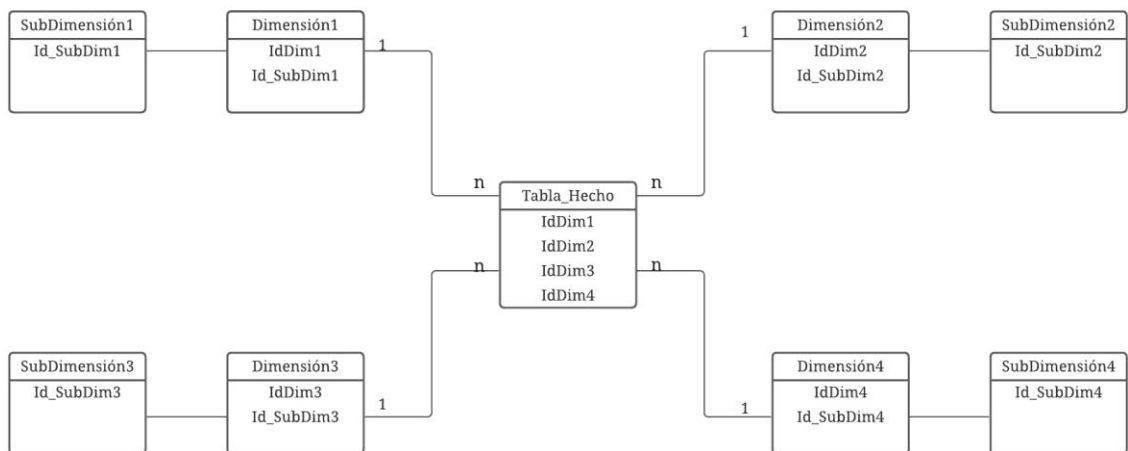 SubDimensión1
Id_SubDim1
Dimensión1
IdDim1
Id_SubDim1
1
1
Dimensión2
IdDim2
Id_SubDim2
SubDimensión2
Id_SubDim2
n
Tabla_Hecho
IdDim1
IdDim2
IdDim3
IdDim4
n
n
n
SubDimensión3
Id_SubDim3
Dimensión3
IdDim3
Id_SubDim3
1
1
Dimensión4
IdDim4
Id_SubDim4
SubDimensión4
Id_SubDim4